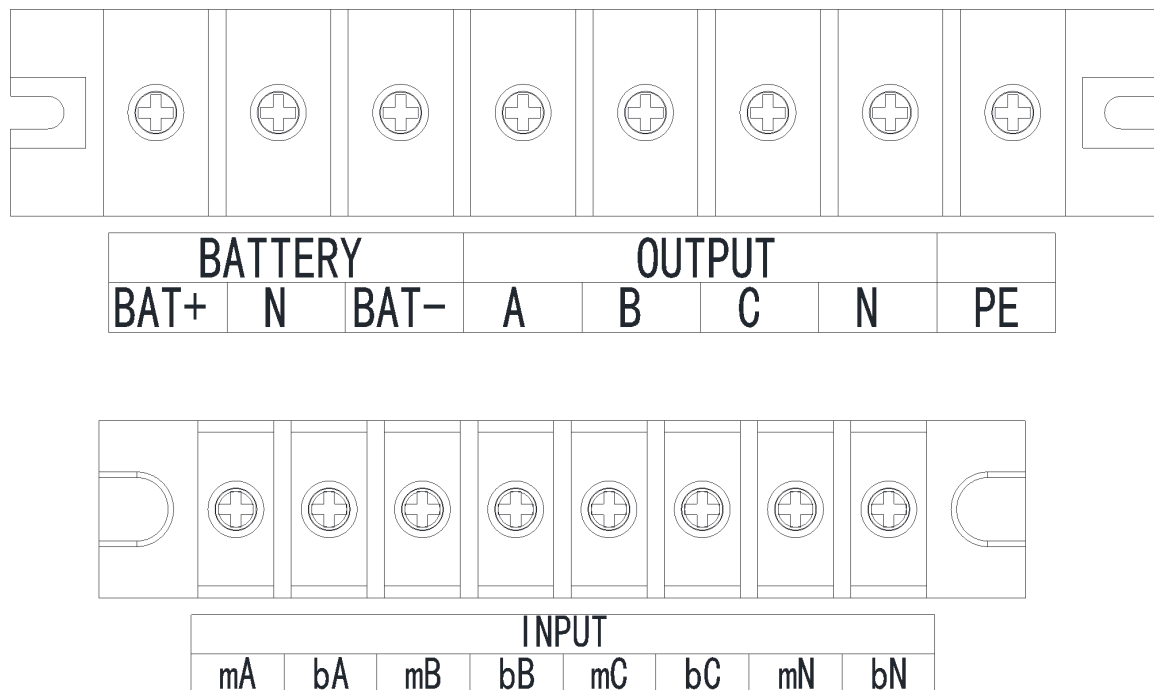 BATTERY OUTPUT
BAT+ N BAT− A B C N PE
INPUT
mA bA mB bB mC bC mN bN